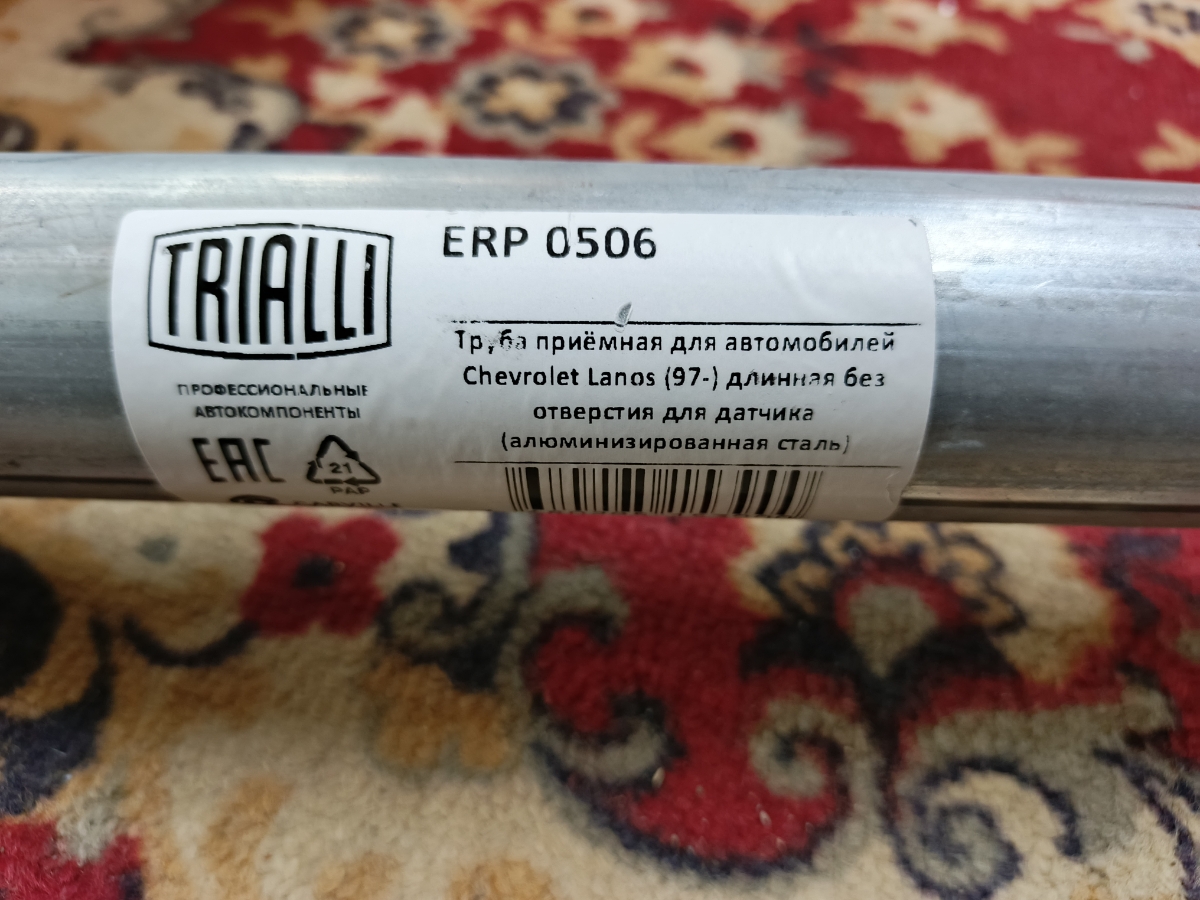 TRIALLI
ПРОФЕССИОНАЛЬНЫЕ
АВТОКОМПОНЕНТЫ
EAC
21
PAP
ERP 0506
Труба приёмная для автомобилей
Chevrolet Lanos (97-) длинная без
отверстия для датчика
(алюминизированная сталь)